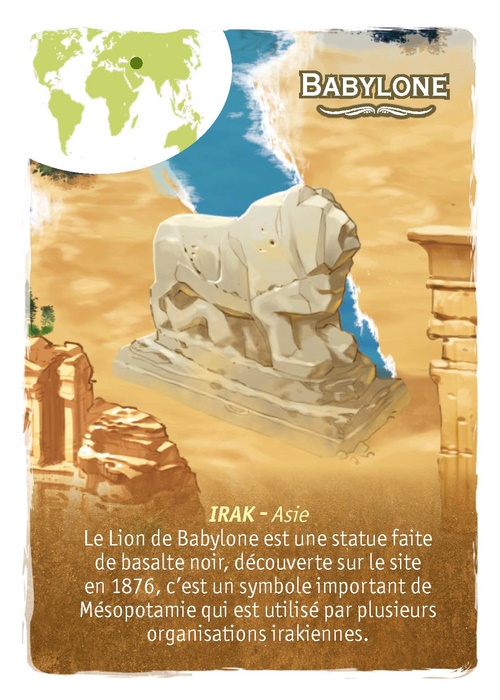 BABYLONE
IRAK - Asie
Le Lion de Babylone est une statue faite
de basalte noir, découverte sur le site
en 1876, c'est un symbole important de
Mésopotamie qui est utilisé par plusieurs
organisations irakiennes.